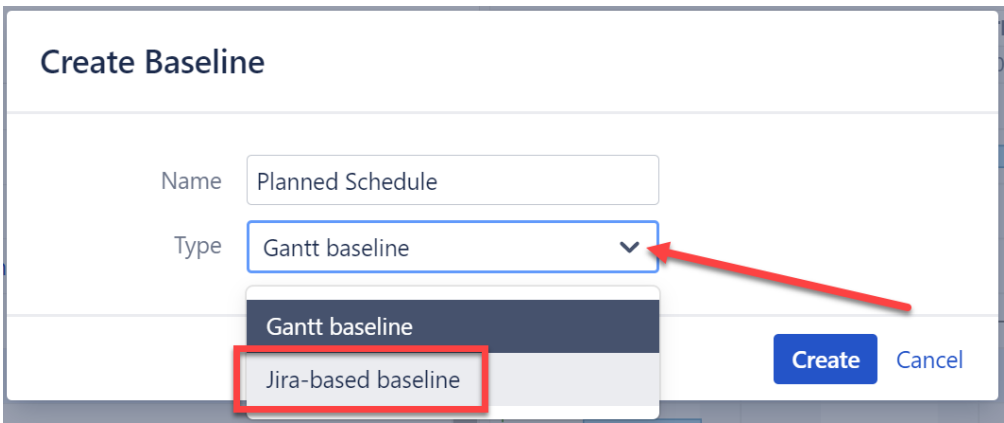 Create Baseline
Name Planned Schedule
Type Gantt baseline
Gantt baseline
Jira-based baseline
Create Cancel